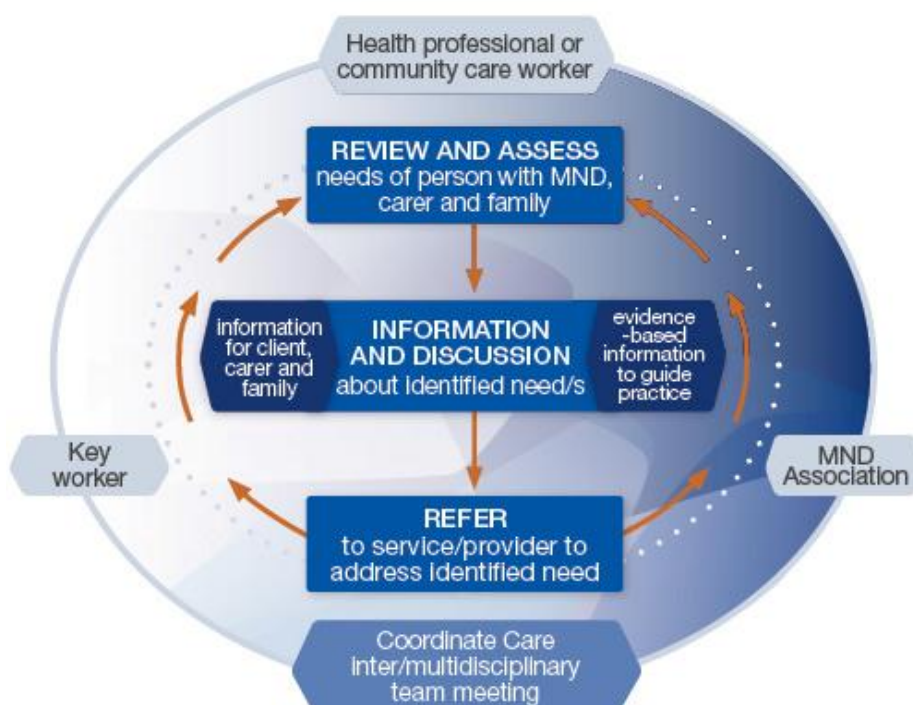 Health professional or
community care worker
REVIEW AND ASSESS
needs of person with MND,
carer and family
information
for client,
carer and
family
INFORMATION
AND DISCUSSION
about identified need/s
evidence
-based
information
to guide
practice
Key
worker
MND
Association
REFER
to service/provider to
address identified need
Coordinate Care
inter/multidisciplinary
team meeting